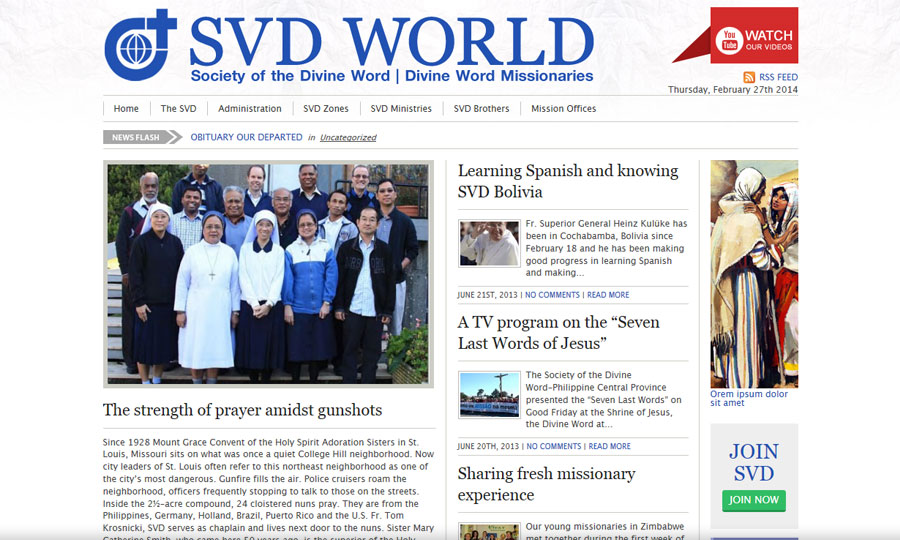 SVD WORLD
Society of the Divine Word | Divine Word Missionaries
You
Tube
WATCH
OUR VIDEOS
RSS FEED
Thursday, February 27th 2014
Home
The SVD
Administration
SVD Zones
SVD Ministries
SVD Brothers
Mission Offices
NEWS FLASH
OBITUARY OUR DEPARTED in Uncategorized
The strength of prayer amidst gunshots
Since 1928 Mount Grace Convent of the Holy Spirit Adoration Sisters in St.
Louis, Missouri sits on what was once a quiet College Hill neighborhood. Now
city leaders of St. Louis often refer to this northeast neighborhood as one of
the city's most dangerous. Gunfire fills the air. Police cruisers roam the
neighborhood, officers frequently stopping to talk to those on the streets.
Inside the 2½-acre compound, 24 cloistered nuns pray. They are from the
Philippines, Germany, Holland, Brazil, Puerto Rico and the U.S. Fr. Tom
Krosnicki, SVD serves as chaplain and lives next door to the nuns. Sister Mary
Catherine Smith, who came here 50 years ago, is the superior of the Holy
Learning Spanish and knowing
SVD Bolivia
Fr. Superior General Heinz Kulüke has
been in Cochabamba, Bolivia since
February 18 and he has been making
good progress in learning Spanish
and making...
JUNE 21ST, 2013 | NO COMMENTS | READ MORE
A TV program on the “Seven
Last Words of Jesus”
The Society of the Divine
Word-Philippine Central Province
presented the “Seven Last Words” on
Good Friday at the Shrine of Jesus,
the Divine Word at...
JUNE 20TH, 2013 | NO COMMENTS | READ MORE
Sharing fresh missionary
experience
Our young missionaries in Zimbabwe
met together during the first week of
Orem ipsum dolor
sit amet
JOIN
SVD
JOIN NOW